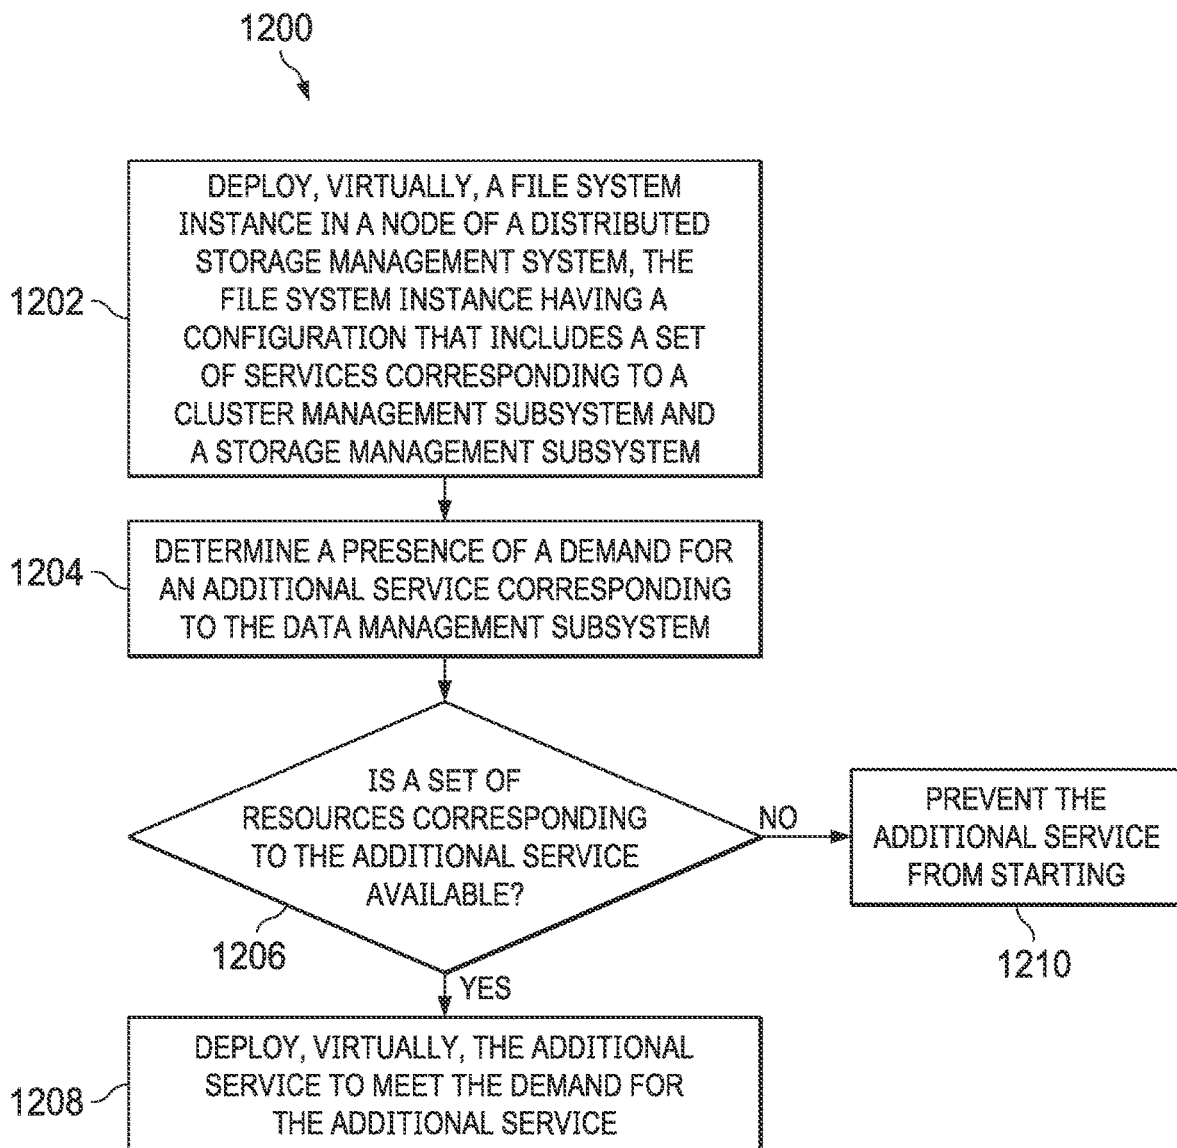 1200
DEPLOY, VIRTUALLY, A FILE SYSTEM
INSTANCE IN A NODE OF A DISTRIBUTED
STORAGE MANAGEMENT SYSTEM, THE
FILE SYSTEM INSTANCE HAVING A
CONFIGURATION THAT INCLUDES A SET
OF SERVICES CORRESPONDING TO A
CLUSTER MANAGEMENT SUBSYSTEM AND
A STORAGE MANAGEMENT SUBSYSTEM
1202
DETERMINE A PRESENCE OF A DEMAND FOR
AN ADDITIONAL SERVICE CORRESPONDING
TO THE DATA MANAGEMENT SUBSYSTEM
1204
IS A SET OF
RESOURCES CORRESPONDING
TO THE ADDITIONAL SERVICE
AVAILABLE?
1206
NO
PREVENT THE
ADDITIONAL SERVICE
FROM STARTING
1210
YES
DEPLOY, VIRTUALLY, THE ADDITIONAL
SERVICE TO MEET THE DEMAND FOR
THE ADDITIONAL SERVICE
1208